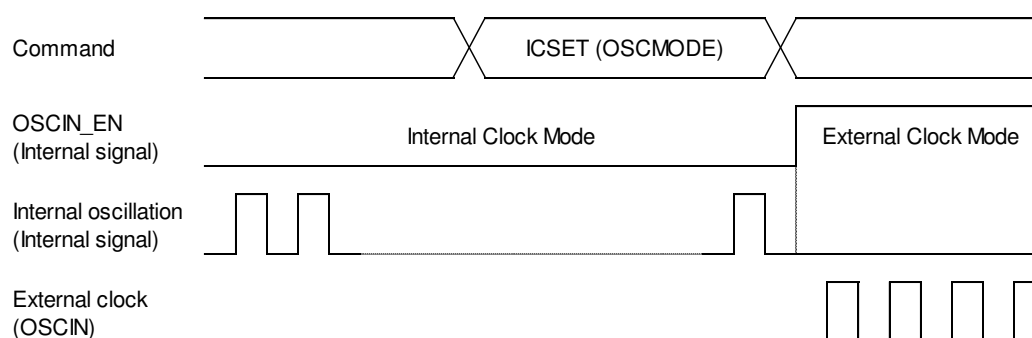 Command
ICSET (OSCMODE)
OSCIN_EN
(Internal signal)
Internal Clock Mode
External Clock Mode
Internal oscillation
(Internal signal)
External clock
(OSCIN)